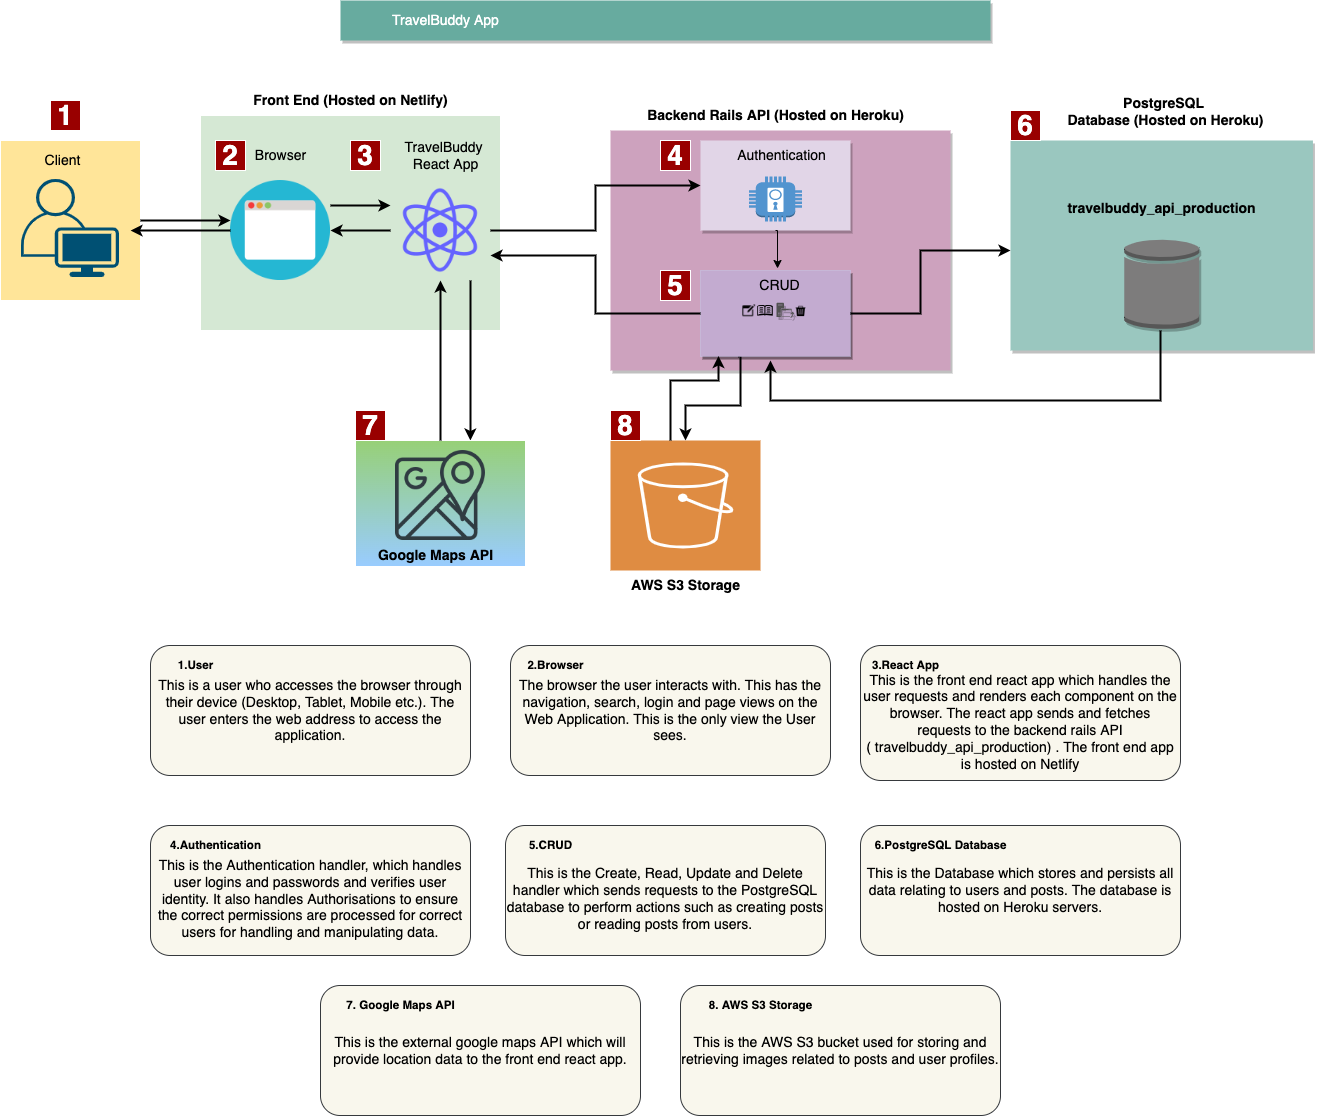 TravelBuddy App
1
Client
Front End (Hosted on Netlify)
2
Browser
3
TravelBuddy
React App
Backend Rails API (Hosted on Heroku)
4
Authentication
5
CRUD
6
PostgreSQL
Database (Hosted on Heroku)
travelbuddy_api_production
7
G
Google Maps API
8
AWS S3 Storage
1.User
This is a user who accesses the browser through
their device (Desktop, Tablet, Mobile etc.). The
user enters the web address to access the
application.
2.Browser
The browser the user interacts with. This has the
navigation, search, login and page views on the
Web Application. This is the only view the User
sees.
3.React App
This is the front end react app which handles the
user requests and renders each component on the
browser. The react app sends and fetches
requests to the backend rails API
( travelbuddy_api_production) . The front end app
is hosted on Netlify
4.Authentication
This is the Authentication handler, which handles
user logins and passwords and verifies user
identity. It also handles Authorisations to ensure
the correct permissions are processed for correct
users for handling and manipulating data.
5.CRUD
This is the Create, Read, Update and Delete
handler which sends requests to the PostgreSQL
database to perform actions such as creating posts
or reading posts from users.
6.PostgreSQL Database
This is the Database which stores and persists all
data relating to users and posts. The database is
hosted on Heroku servers.
7. Google Maps API
This is the external google maps API which will
provide location data to the front end react app.
8. AWS S3 Storage
This is the AWS S3 bucket used for storing and
retrieving images related to posts and user profiles.